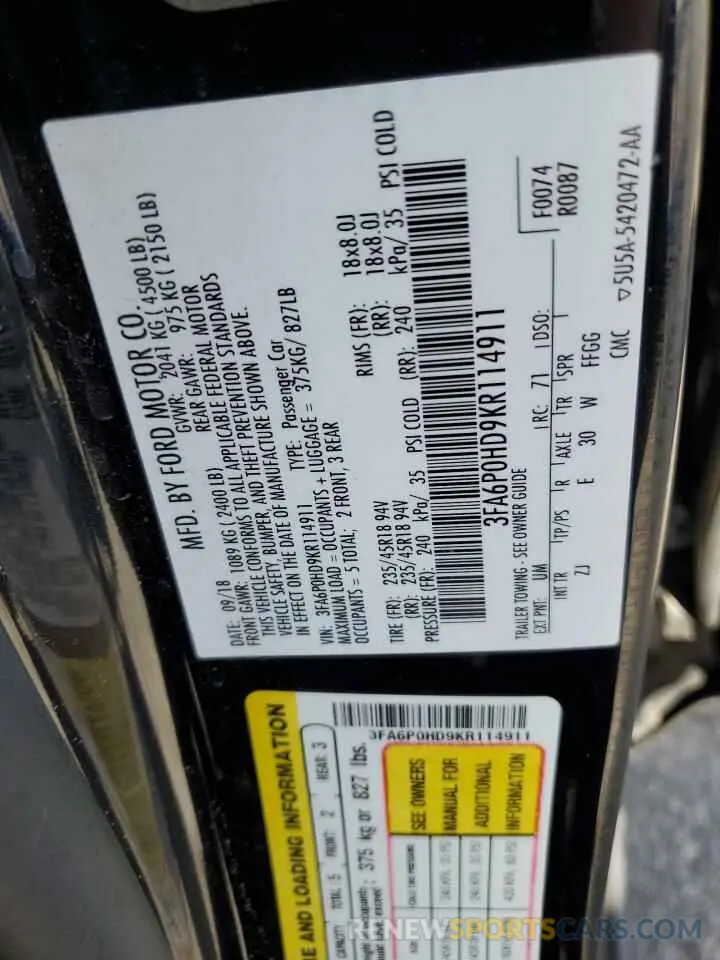 MFD. BY FORD MOTOR CO.
DATE: 09/18 GVWR: 2041 KG ( 4500 LB)
FRONT GAWR: 1089 KG ( 2400 LB) REAR GAWR: 975 KG ( 2150 LB)
THIS VEHICLE CONFORMS TO ALL APPLICABLE FEDERAL MOTOR
VEHICLE SAFETY, BUMPER, AND THEFT PREVENTION STANDARDS
IN EFFECT ON THE DATE OF MANUFACTURE SHOWN ABOVE.
VIN: 3FA6P0HD9KR114911 TYPE: Passenger Car
MAXIMUM LOAD = OCCUPANTS + LUGGAGE = 375KG/ 827LB
OCCUPANTS = 5 TOTAL; 2 FRONT, 3 REAR
TIRE (FR): 235/45R18 94V RIMS (FR): 18x8.0J
(RR): 235/45R18 94V (RR): 18x8.0J
PRESSURE (FR): 240 kPa/ 35 PSI COLD (RR): 240 kPa/ 35 PSI COLD
3FA6P0HD9KR114911
TRAILER TOWING - SEE OWNER GUIDE
F0074
R0087
EXT PNT: UM RC: 71 DSO:
INT TR TP/PS R AXLE TR SPR
ZJ E 30 W FFGG
CMC ▽5U5A-5420472-AA
3FA6P0HD9KR114911
E AND LOADING INFORMATION
CAPACITY TOTAL: 5 FRONT: 2 REAR: 3
375 kg or 827 lbs.
SEE OWNERS
MANUAL FOR
ADDITIONAL
INFORMATION